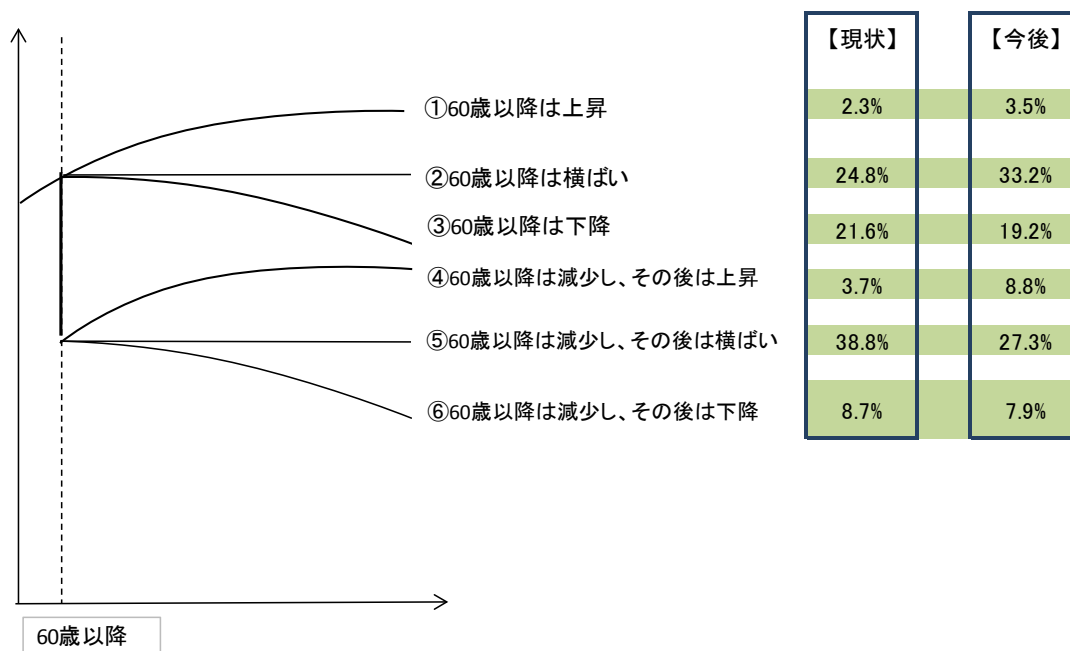 【現状】 【今後】
①60歳以降は上昇 2.3% 3.5%
②60歳以降は横ばい 24.8% 33.2%
③60歳以降は下降 21.6% 19.2%
④60歳以降は減少し、その後は上昇 3.7% 8.8%
⑤60歳以降は減少し、その後は横ばい 38.8% 27.3%
⑥60歳以降は減少し、その後は下降 8.7% 7.9%
60歳以降